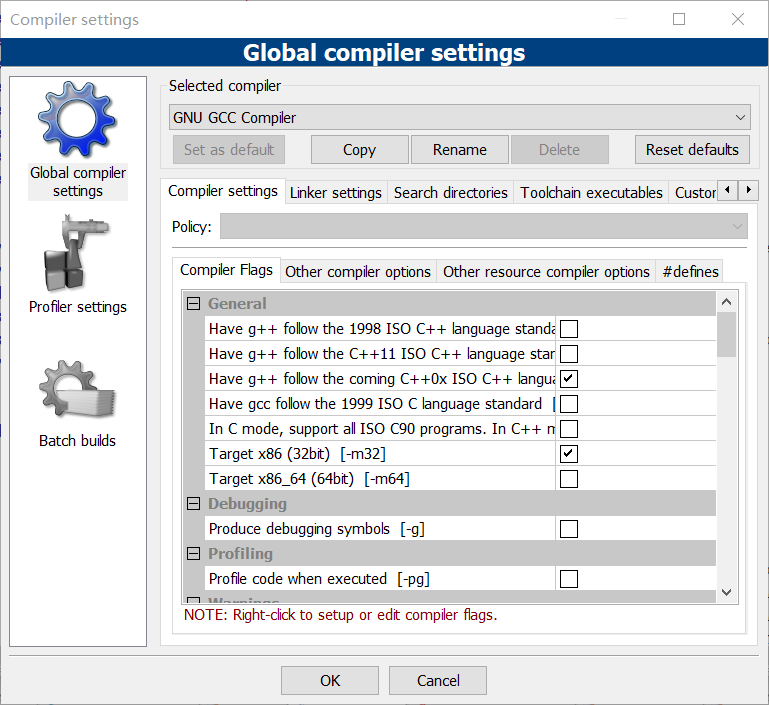 Compiler settings
Global compiler settings
Global compiler
settings
Profiler settings
Batch builds
Selected compiler
GNU GCC Compiler
Set as default
Copy
Rename
Delete
Reset defaults
Compiler settings
Linker settings
Search directories
Toolchain executables
Custor
Policy:
Compiler Flags
Other compiler options
Other resource compiler options
#defines
General
Have g++ follow the 1998 ISO C++ language standa
Have g++ follow the C++11 ISO C++ language star
Have g++ follow the coming C++0x ISO C++ langua
Have gcc follow the 1999 ISO C language standard [
In C mode, support all ISO C90 programs. In C++ m
Target x86 (32bit) [-m32]
Target x86_64 (64bit) [-m64]
Debugging
Produce debugging symbols [-g]
Profiling
Profile code when executed [-pg]
Warnings
NOTE: Right-click to setup or edit compiler flags.
OK
Cancel